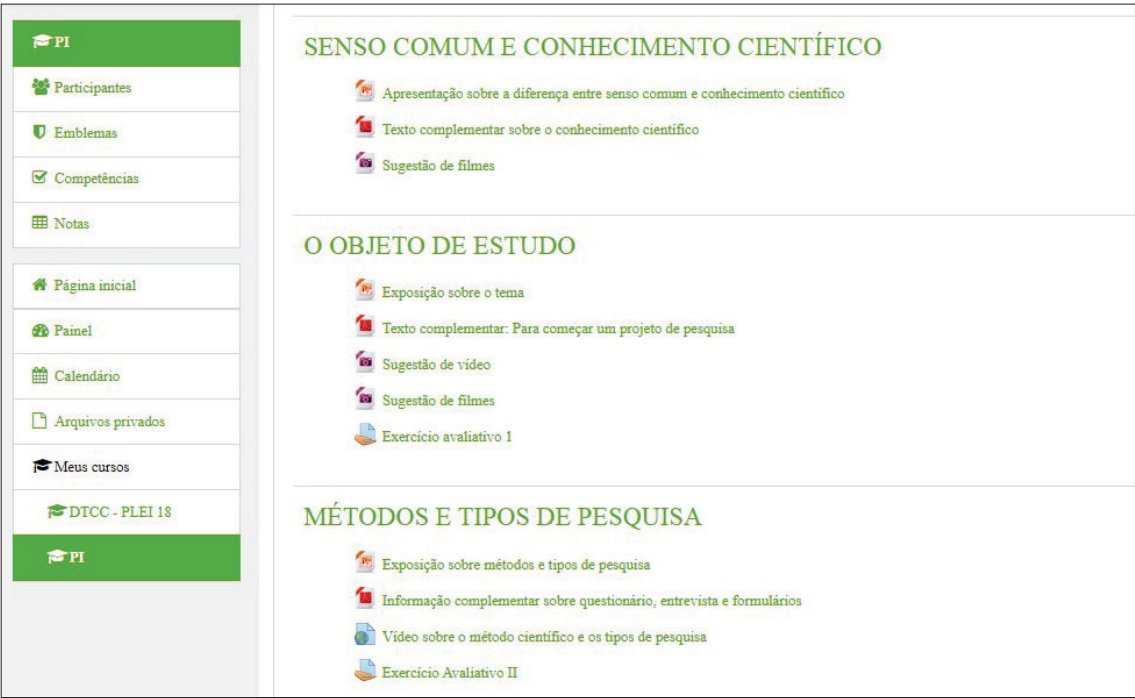 PI
Participantes
Emblemas
Competências
Notas
Página inicial
Painel
Calendário
Arquivos privados
Meus cursos
DTCC - PLEI 18
PI
SENSO COMUM E CONHECIMENTO CIENTÍFICO
Apresentação sobre a diferença entre senso comum e conhecimento científico
Texto complementar sobre o conhecimento científico
Sugestão de filmes
O OBJETO DE ESTUDO
Exposição sobre o tema
Texto complementar: Para começar um projeto de pesquisa
Sugestão de vídeo
Sugestão de filmes
Exercício avaliativo 1
MÉTODOS E TIPOS DE PESQUISA
Exposição sobre métodos e tipos de pesquisa
Informação complementar sobre questionário, entrevista e formulários
Vídeo sobre o método científico e os tipos de pesquisa
Exercício Avaliativo II